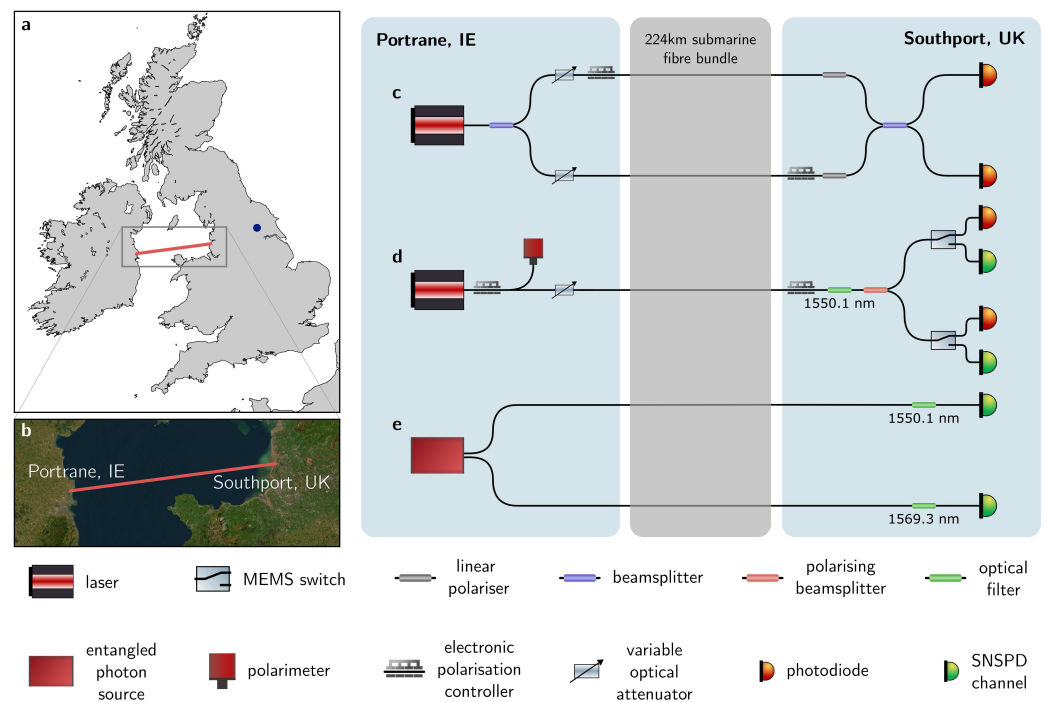 a
b
Portrane, IE
Southport, UK
Portrane, IE
224km submarine
fibre bundle
Southport, UK
c
d
1550.1 nm
e
1550.1 nm
1569.3 nm
laser
MEMS switch
linear
polariser
beamsplitter
polarising
beamsplitter
optical
filter
entangled
photon
source
polarimeter
electronic
polarisation
controller
variable
optical
attenuator
photodiode
SNSPD
channel